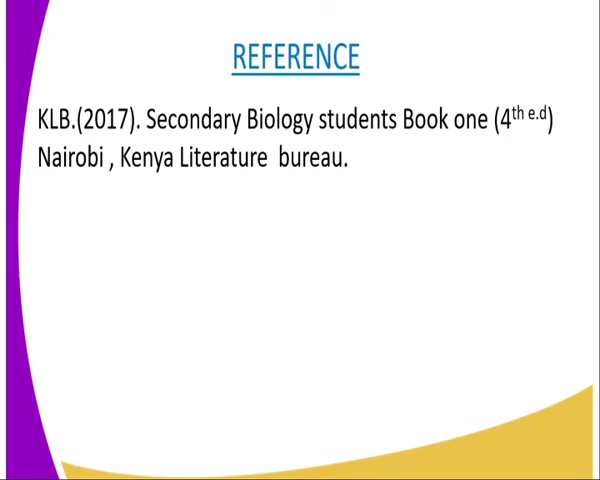 REFERENCE
KLB.(2017). Secondary Biology students Book one (4th e.d)
Nairobi , Kenya Literature  bureau.